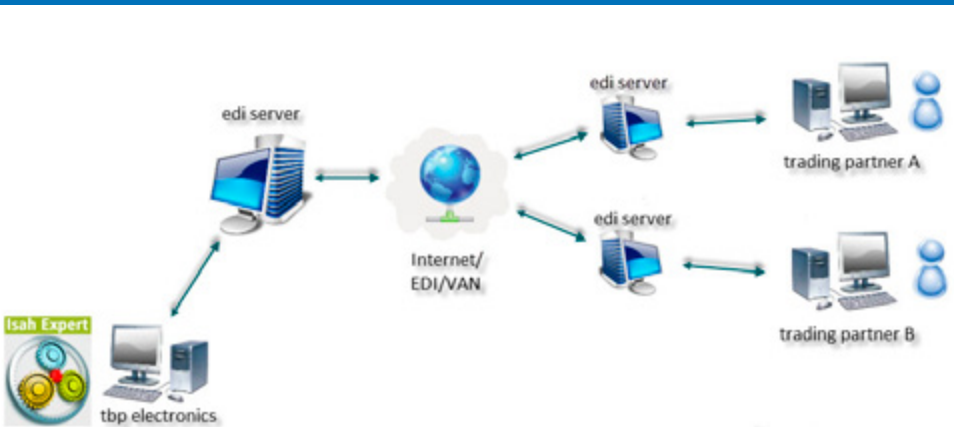 edi server
edi server
trading partner A
edi server
Internet/
EDI/VAN
trading partner B
Isah Expert
tbp electronics